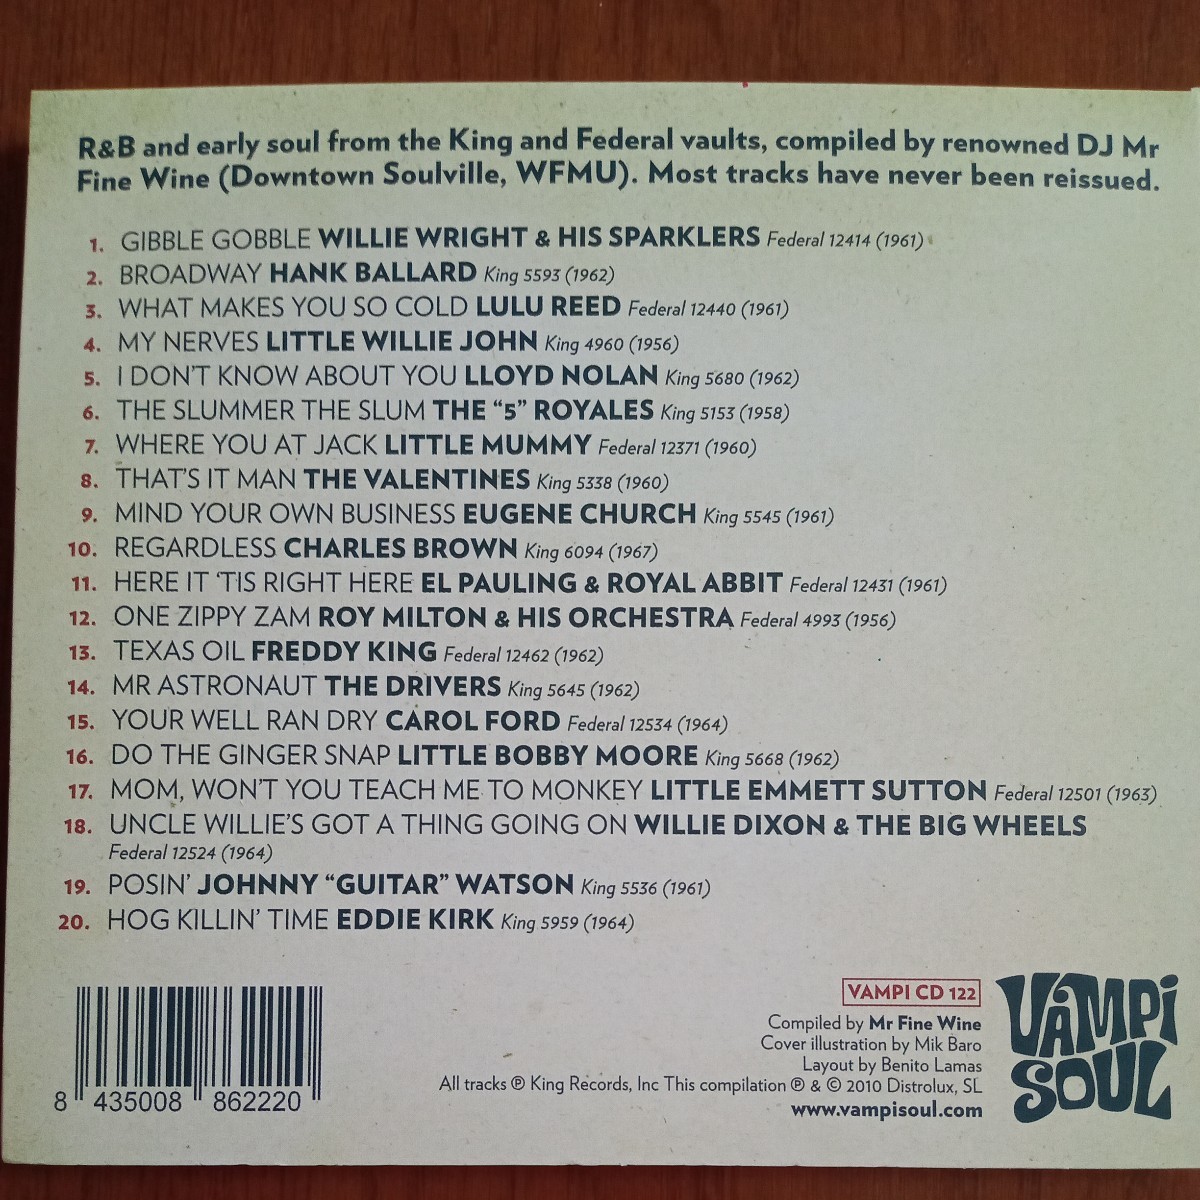 R&B and early soul from the King and Federal vaults, compiled by renowned DJ Mr
Fine Wine (Downtown Soulville, WFMU). Most tracks have never been reissued.
1. GIBBLE GOBBLE WILLIE WRIGHT & HIS SPARKLERS Federal 12414 (1961)
2. BROADWAY HANK BALLARD King 5593 (1962)
3. WHAT MAKES YOU SO COLD LULU REED Federal 12440 (1961)
4. MY NERVES LITTLE WILLIE JOHN King 4960 (1956)
5. I DON'T KNOW ABOUT YOU LLOYD NOLAN King 5680 (1962)
6. THE SLUMMER THE SLUM THE "5" ROYALES King 5153 (1958)
7. WHERE YOU AT JACK LITTLE MUMMY Federal 12371 (1960)
8. THAT'S IT MAN THE VALENTINES King 5338 (1960)
9. MIND YOUR OWN BUSINESS EUGENE CHURCH King 5545 (1961)
10. REGARDLESS CHARLES BROWN King 6094 (1967)
11. HERE IT 'TIS RIGHT HERE EL PAULING & ROYAL ABBIT Federal 12431 (1961)
12. ONE ZIPPY ZAM ROY MILTON & HIS ORCHESTRA Federal 4993 (1956)
13. TEXAS OIL FREDDY KING Federal 12462 (1962)
14. MR ASTRONAUT THE DRIVERS King 5645 (1962)
15. YOUR WELL RAN DRY CAROL FORD Federal 12534 (1964)
16. DO THE GINGER SNAP LITTLE BOBBY MOORE King 5668 (1962)
17. MOM, WON'T YOU TEACH ME TO MONKEY LITTLE EMMETT SUTTON Federal 12501 (1963)
18. UNCLE WILLIE'S GOT A THING GOING ON WILLIE DIXON & THE BIG WHEELS
Federal 12524 (1964)
19. POSIN' JOHNNY "GUITAR" WATSON King 5536 (1961)
20. HOG KILLIN' TIME EDDIE KIRK King 5959 (1964)
8 435008 862220
VAMPI CD 122
Compiled by Mr Fine Wine
Cover illustration by Mik Baro
Layout by Benito Lamas
All tracks ℗ King Records, Inc This compilation ℗ & © 2010 Distrolux, SL
www.vampisoul.com
VAMPi
SOUL